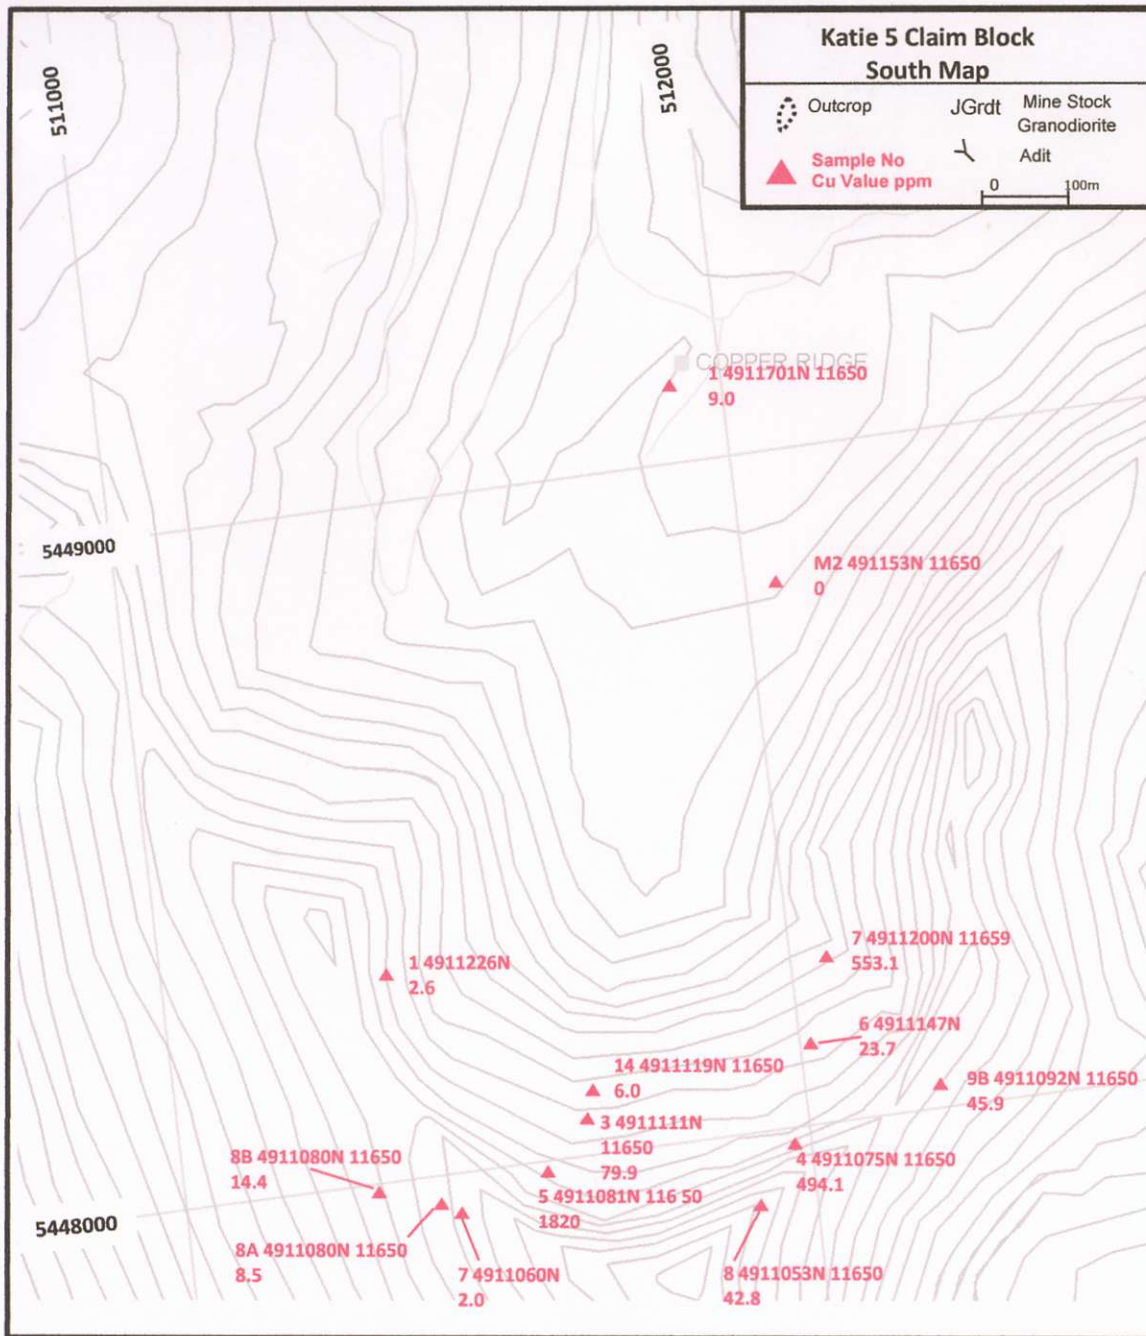 Katie 5 Claim Block
South Map
Outcrop
JGrdt
Mine Stock
Granodiorite
Sample No
Cu Value ppm
Adit
0
100m
511000
512000
COPPER RIDGE
1 4911701N 11650
9.0
5449000
M2 491153N 11650
0
7 4911200N 11659
553.1
1 4911226N
2.6
6 4911147N
23.7
14 4911119N 11650
6.0
9B 4911092N 11650
45.9
3 4911111N
11650
79.9
8B 4911080N 11650
14.4
4 4911075N 11650
494.1
5 4911081N 116 50
1820
5448000
8A 4911080N 11650
8.5
7 4911060N
2.0
8 4911053N 11650
42.8